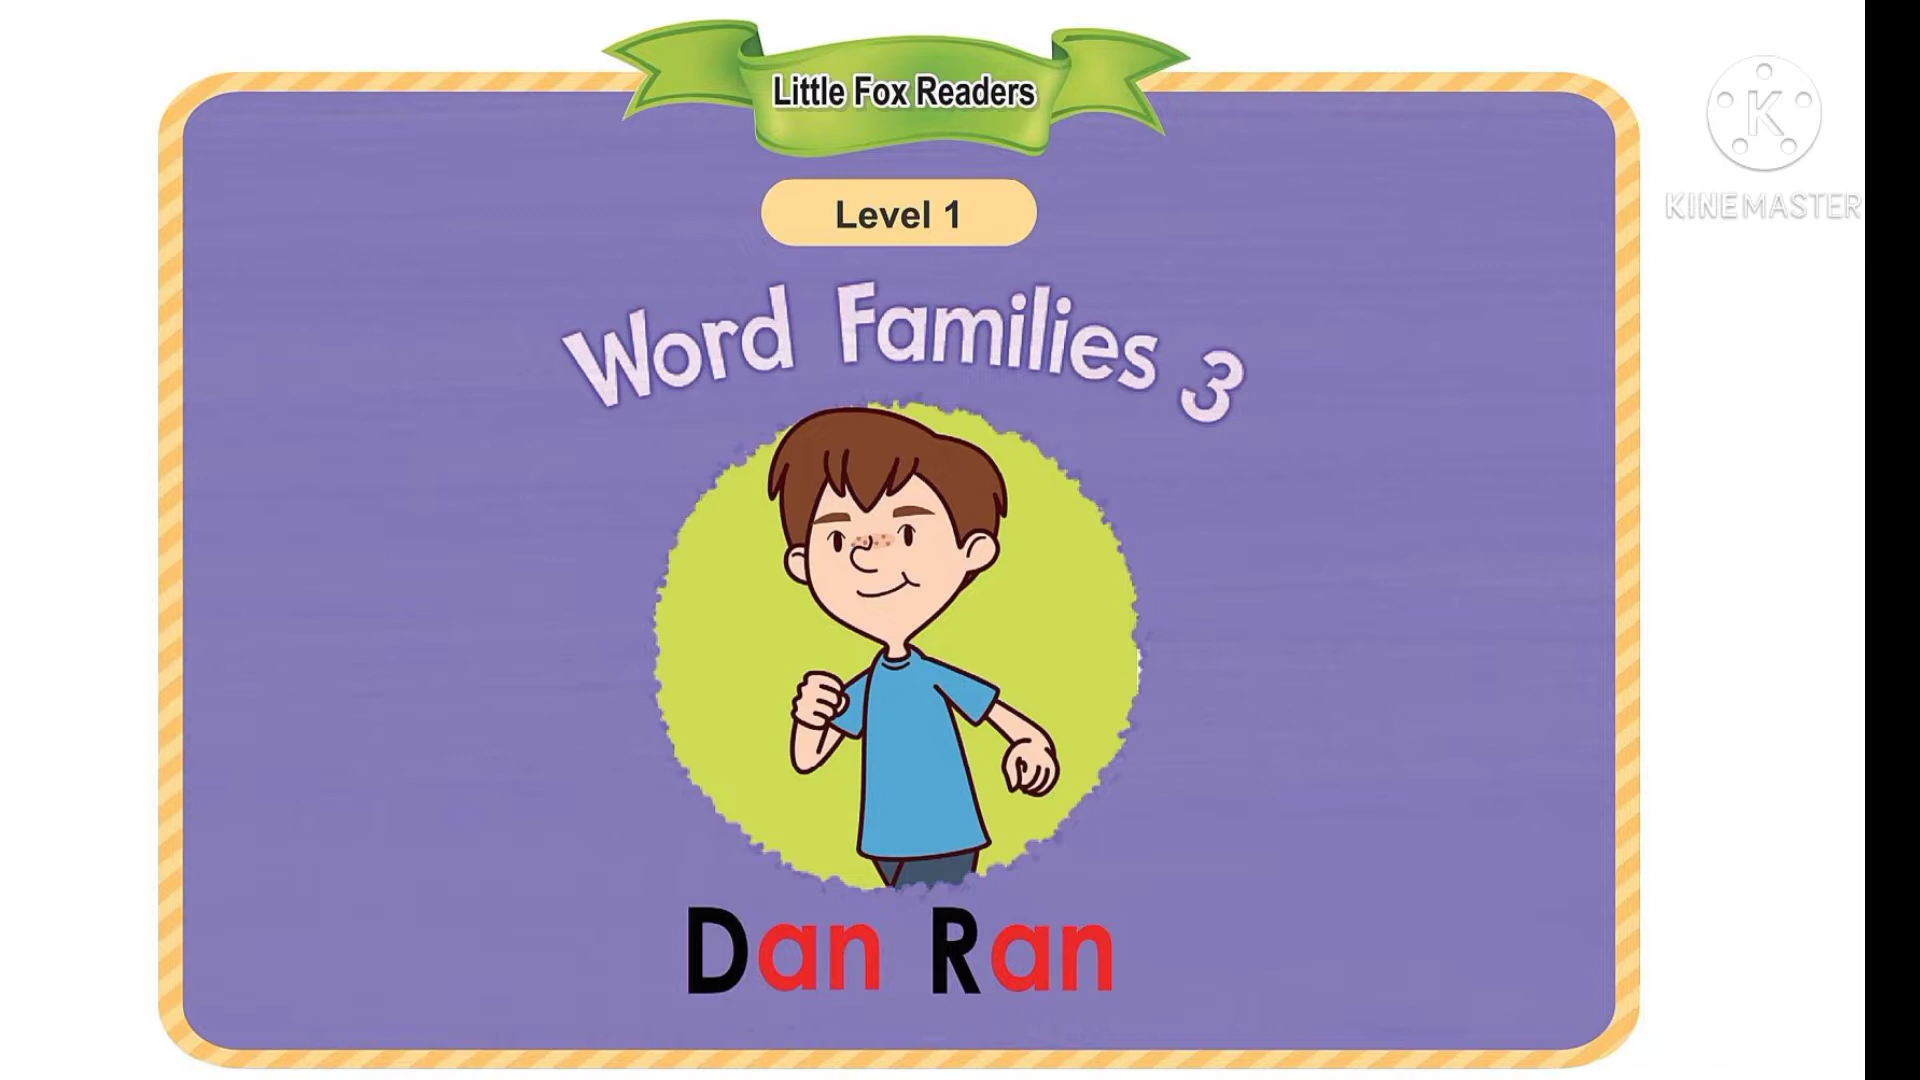 Little Fox Readers
Level 1
Word Families 3
Dan Ran
K
KINEMASTER